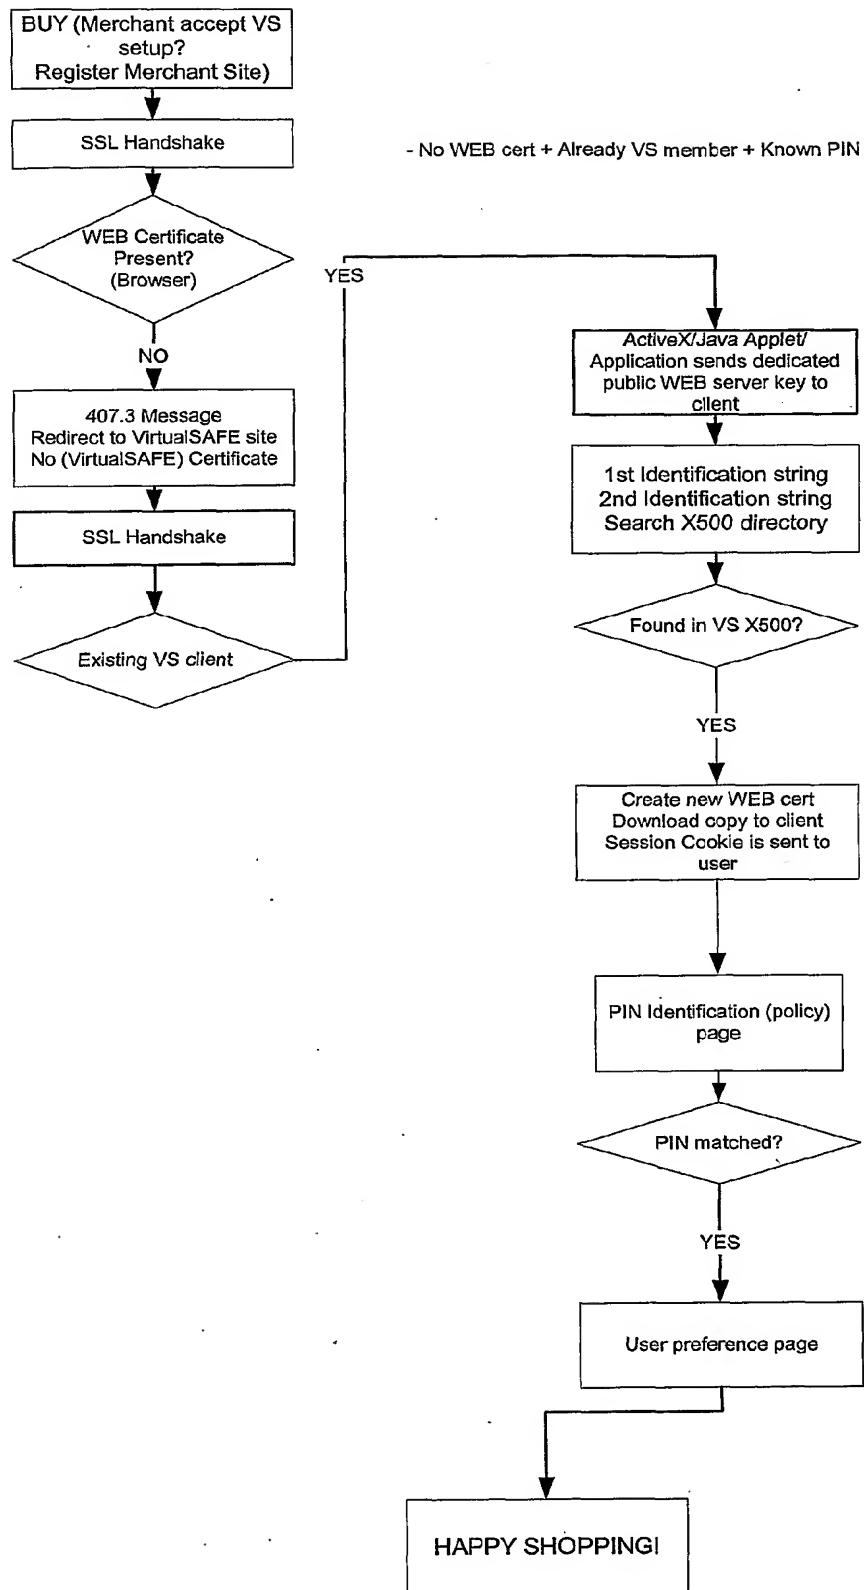 BUY (Merchant accept VS
setup?
Register Merchant Site)
SSL Handshake
- No WEB cert + Already VS member + Known PIN
WEB Certificate
Present?
(Browser)
NO
407.3 Message
Redirect to VirtualSAFE site
No (VirtualSAFE) Certificate
SSL Handshake
Existing VS client
YES
ActiveX/Java Applet/
Application sends dedicated
public WEB server key to
client
1st Identification string
2nd Identification string
Search X500 directory
Found in VS X500?
YES
Create new WEB cert
Download copy to client
Session Cookie is sent to
user
PIN Identification (policy)
page
PIN matched?
YES
User preference page
HAPPY SHOPPING!